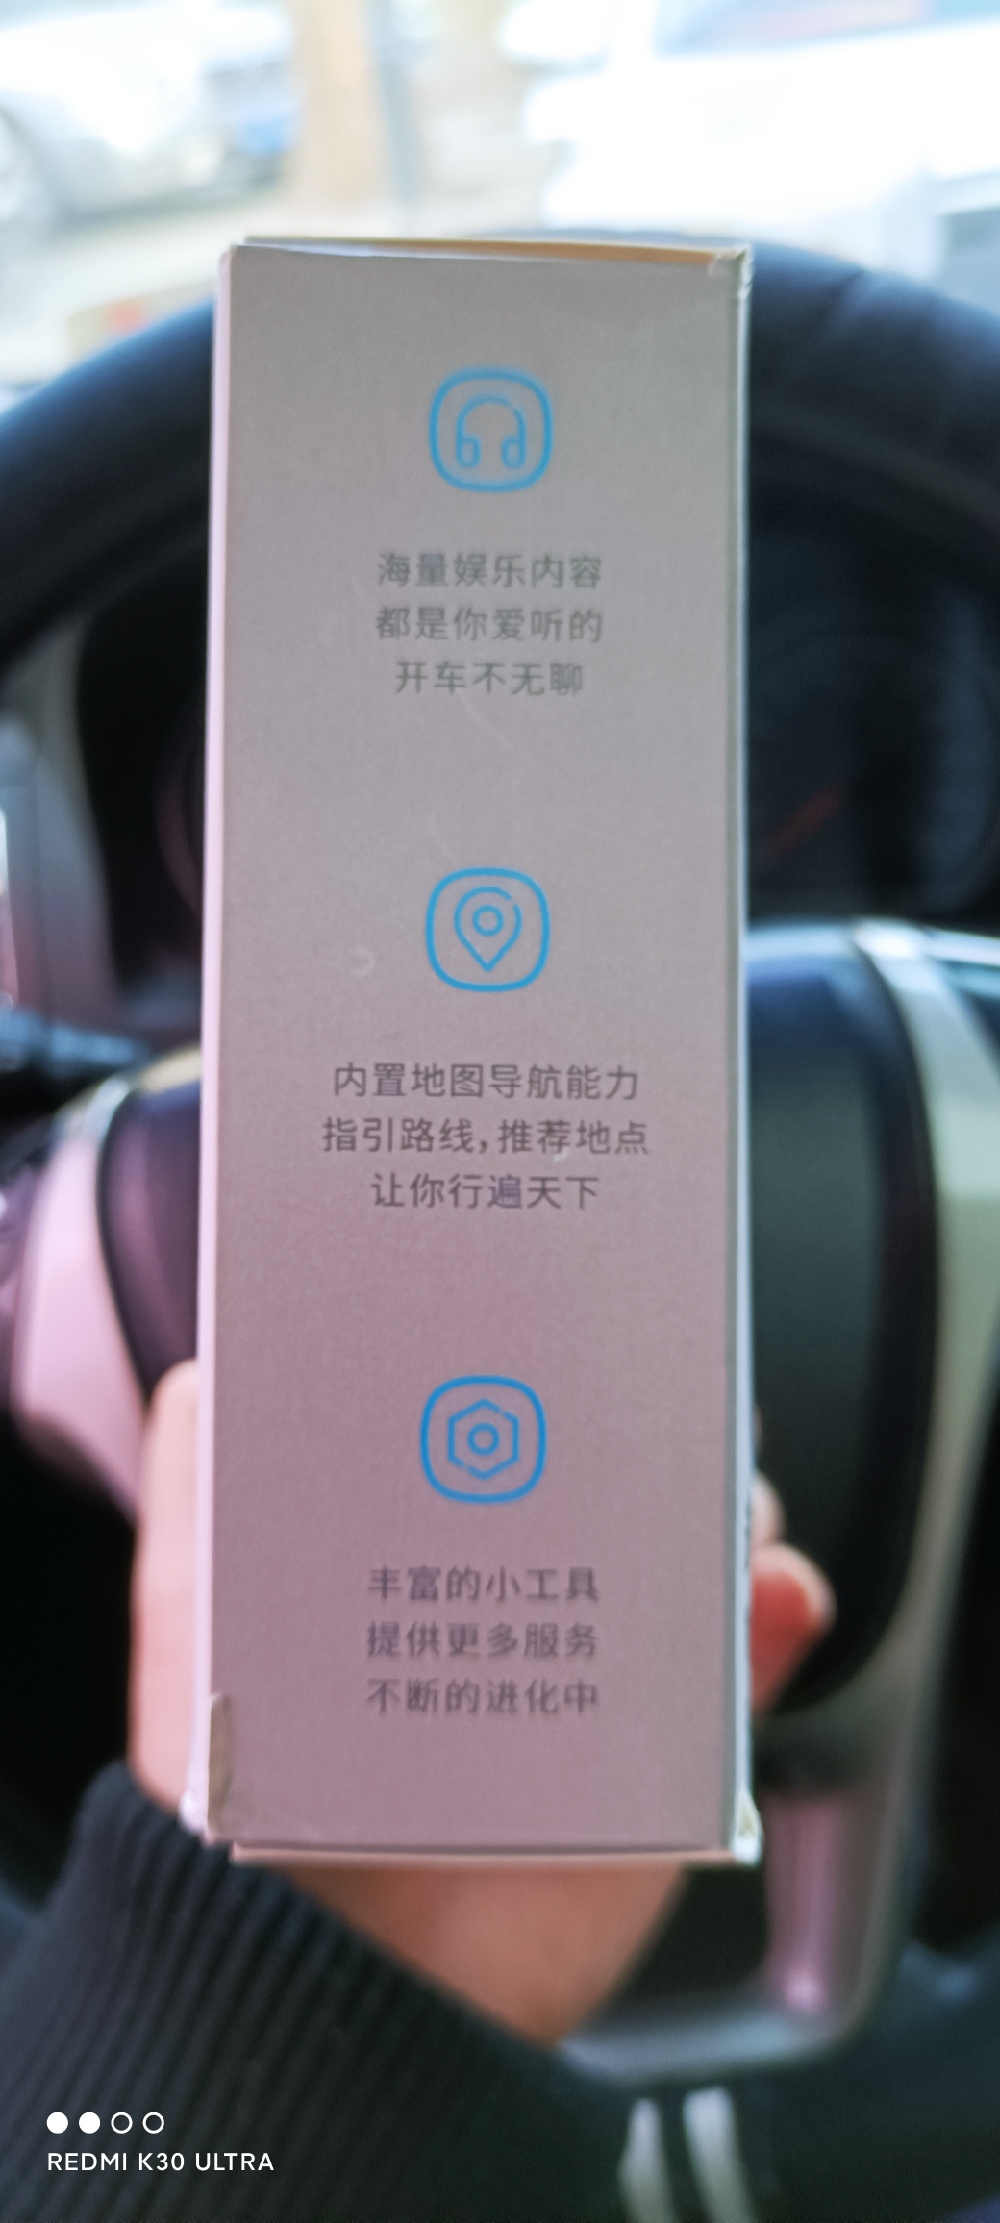 海量娱乐内容
都是你爱听的
开车不无聊
内置地图导航能力
指引路线,推荐地点
让你行遍天下
丰富的小工具
提供更多服务
不断的进化中
REDMI K30 ULTRA